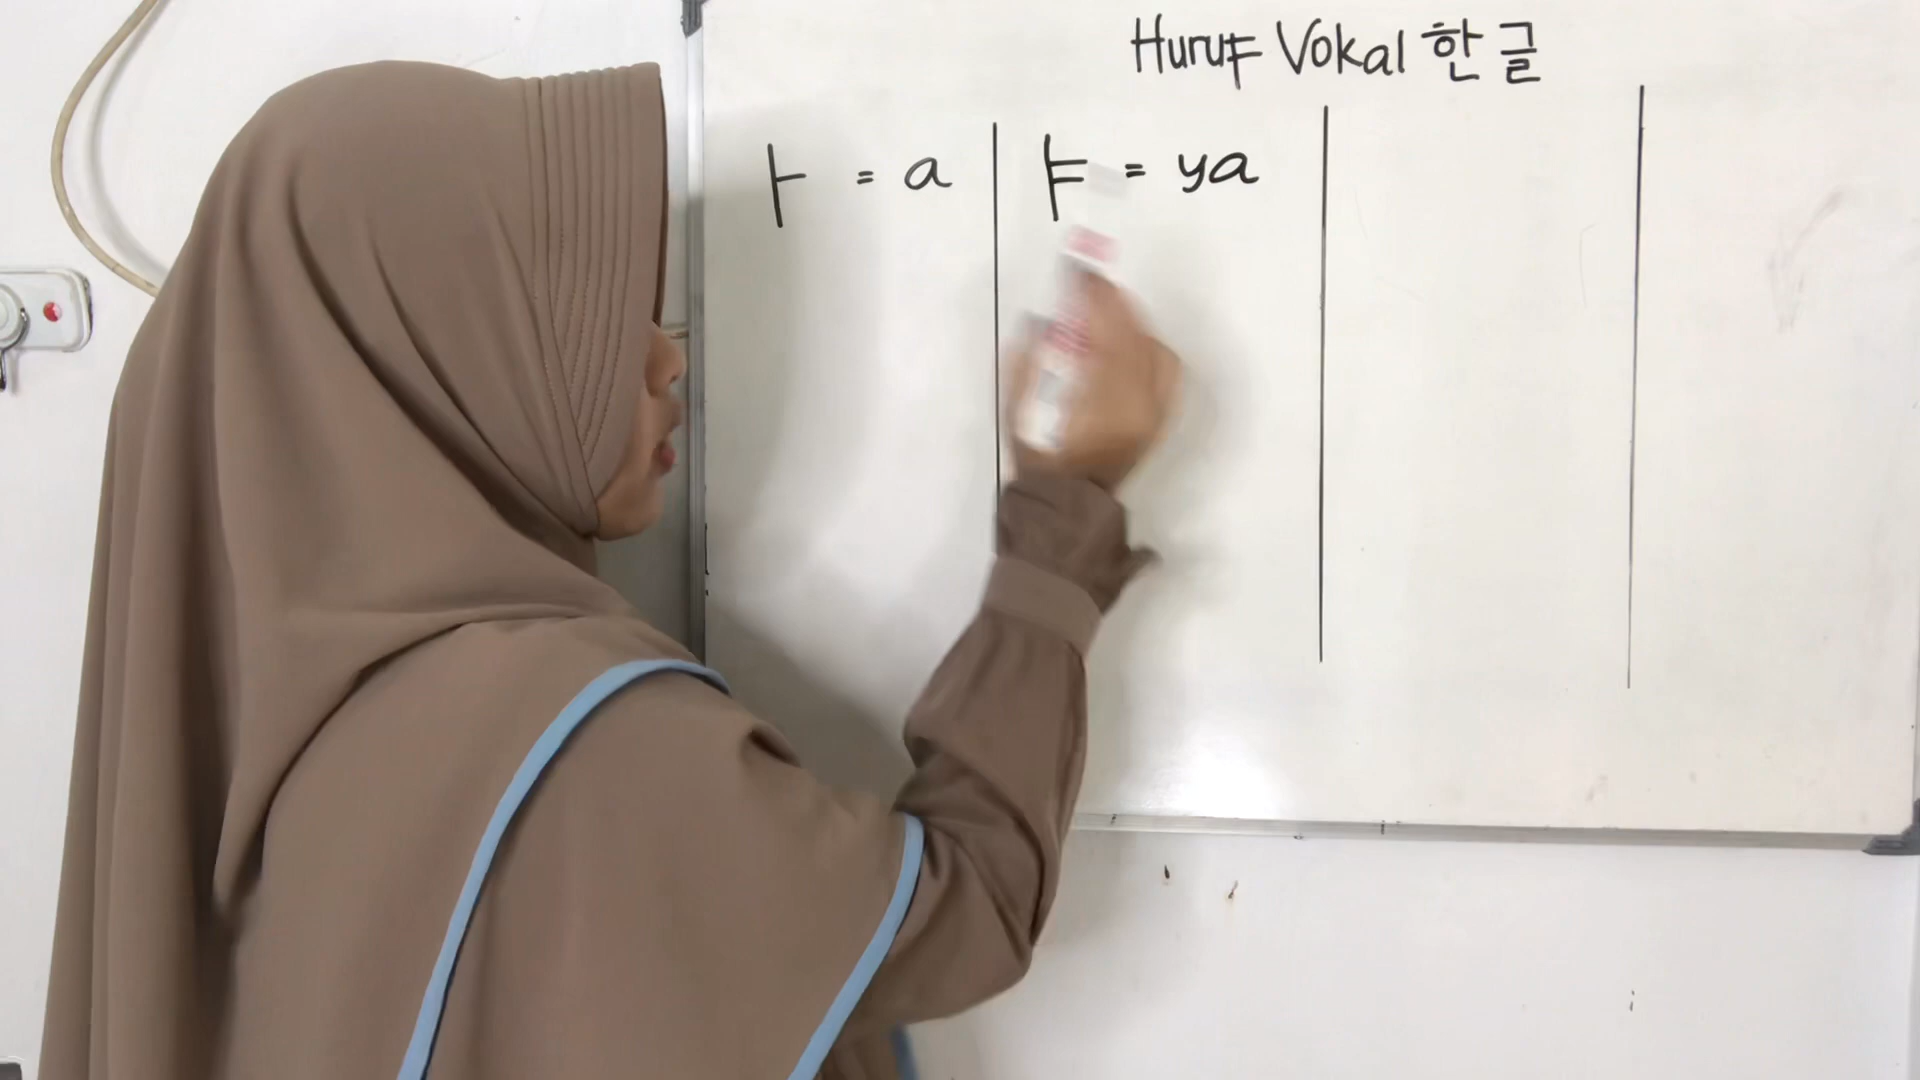 Huruf Vokal 한글
ㅏ = a
ㅑ = ya